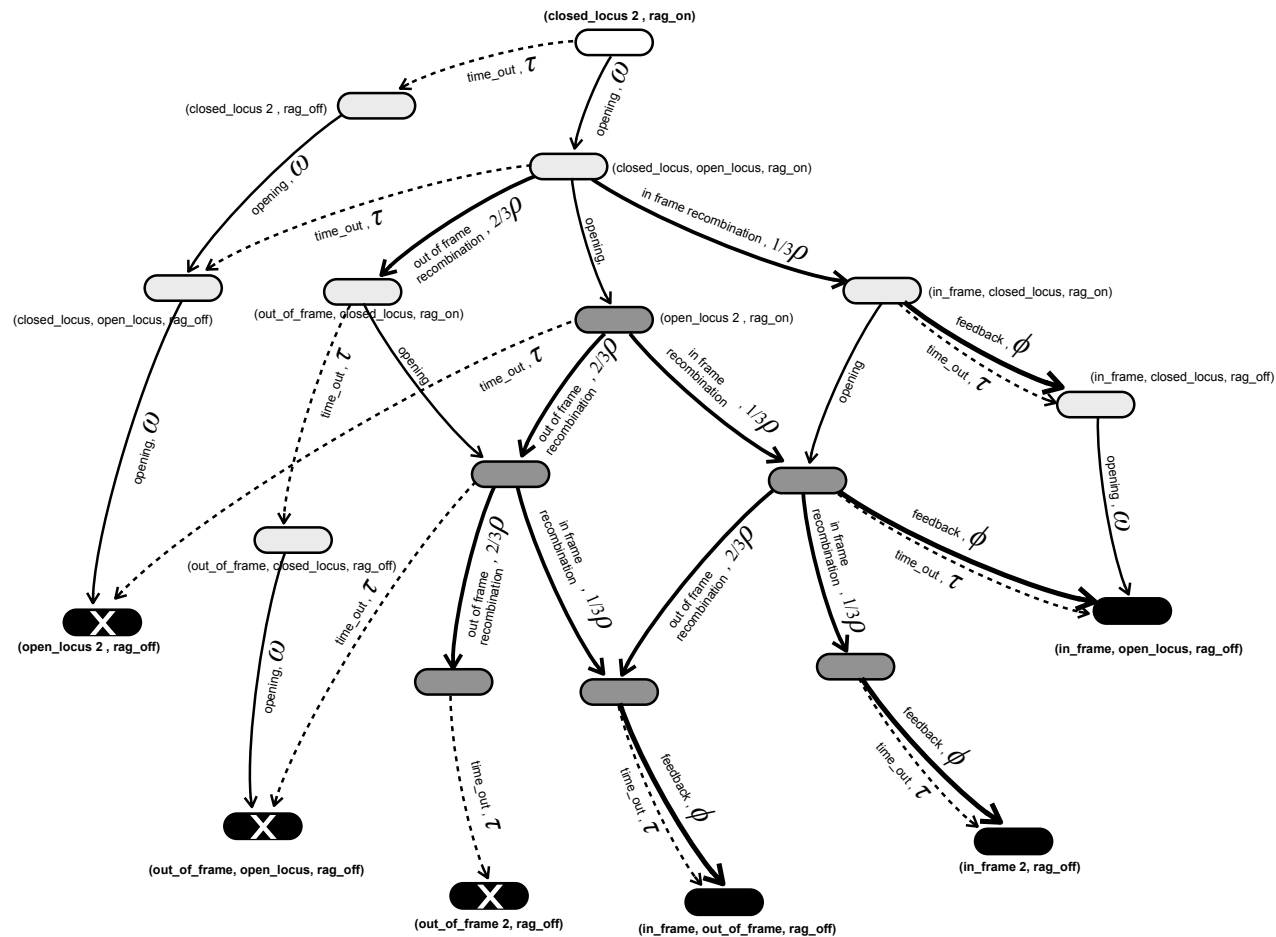 (closed_locus 2 , rag_on)
time_out , τ
opening, ω
(closed_locus 2 , rag_off)
opening , ω
(closed_locus, open_locus, rag_on)
time_out , τ
out of frame
recombination , 2/3ρ
opening,
in frame recombination , 1/3ρ
(closed_locus, open_locus, rag_off)
(out_of_frame, closed_locus, rag_on)
(open_locus 2 , rag_on)
(in_frame, closed_locus, rag_on)
time_out , τ
opening
time_out , τ
out of frame
recombination , 2/3ρ
in frame
recombination , 1/3ρ
opening
feedback , ϕ
time_out , τ
(in_frame, closed_locus, rag_off)
opening, ω
opening , ω
(out_of_frame, closed_locus, rag_off)
time_out , τ
out of frame
recombination , 2/3ρ
in frame
recombination , 1/3ρ
out of frame
recombination , 2/3ρ
in frame
recombination , 1/3ρ
feedback , ϕ
time_out , τ
X
(open_locus 2 , rag_off)
(in_frame, open_locus, rag_off)
opening, ω
time_out , τ
time_out , τ
feedback , ϕ
time_out , τ
feedback , ϕ
X
(out_of_frame, open_locus, rag_off)
(in_frame 2, rag_off)
X
(out_of_frame 2, rag_off)
(in_frame, out_of_frame, rag_off)